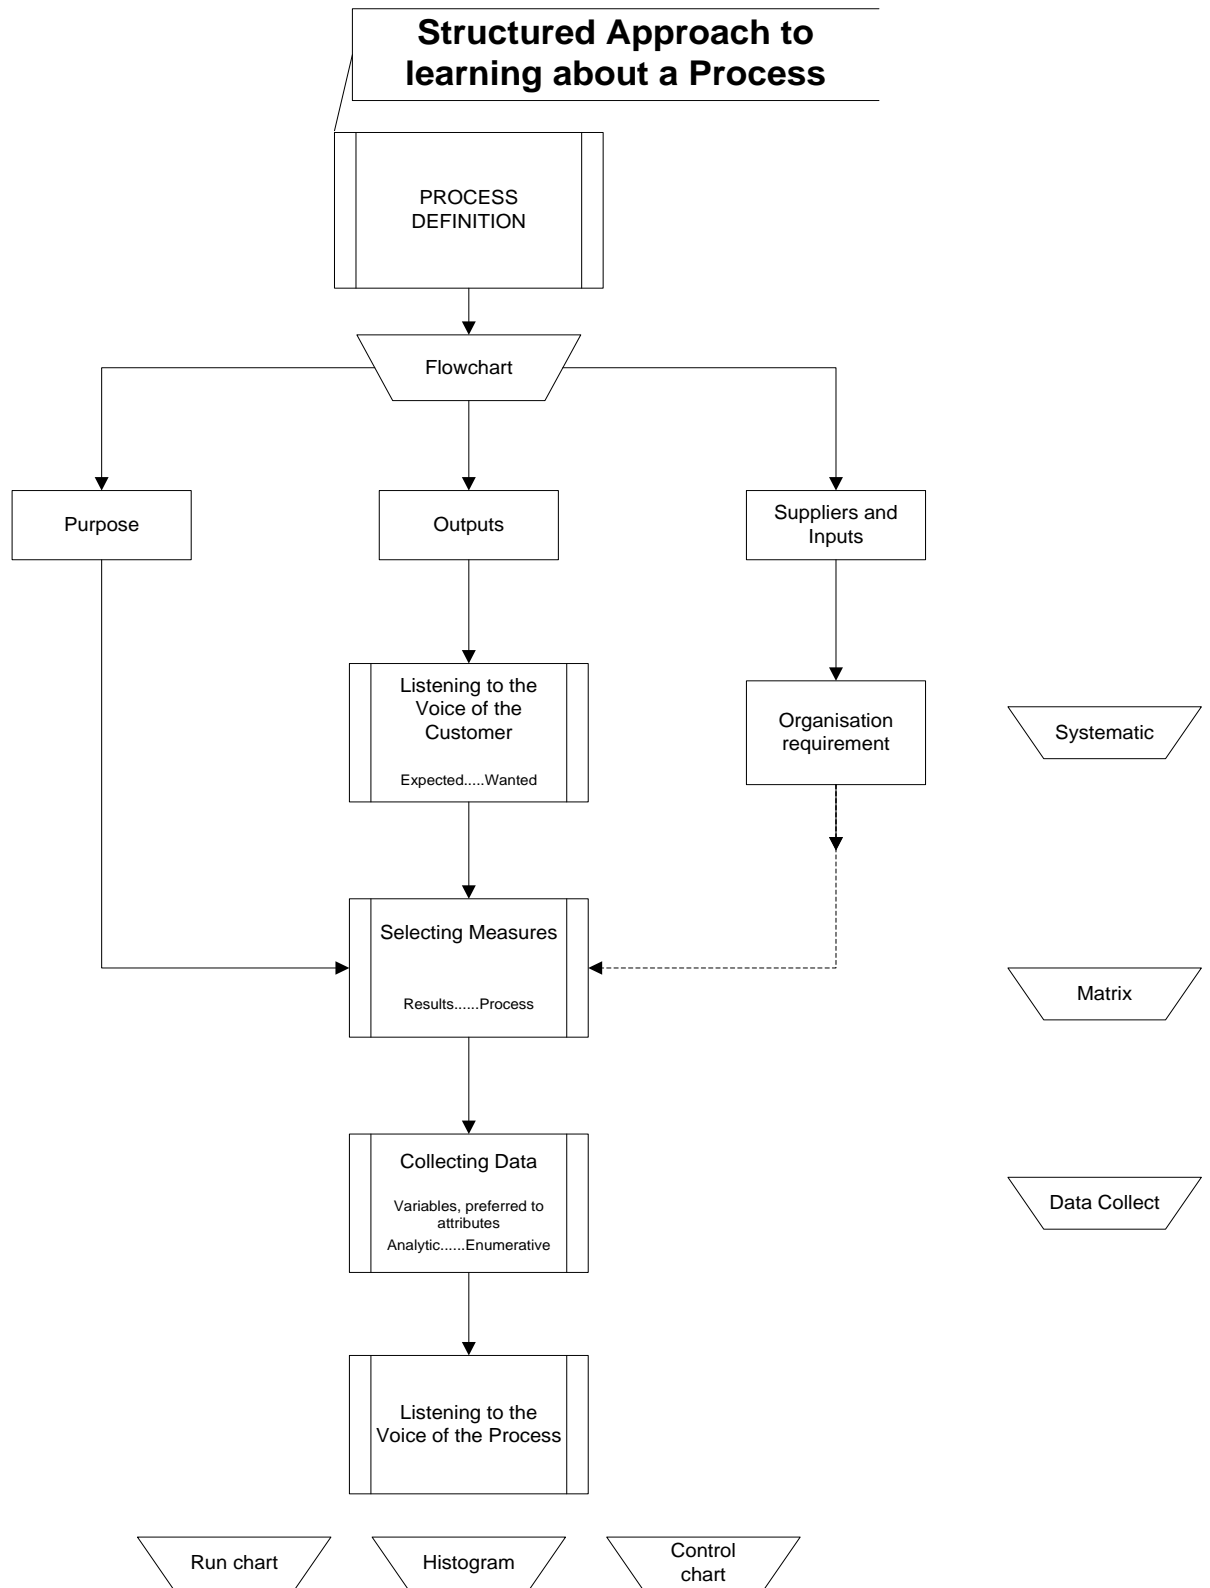 Structured Approach to
learning about a Process
PROCESS
DEFINITION
Flowchart
Purpose
Outputs
Suppliers and
Inputs
Listening to the
Voice of the
Customer
Expected.....Wanted
Organisation
requirement
Systematic
Selecting Measures
Results......Process
Matrix
Collecting Data
Variables, preferred to
attributes
Analytic......Enumerative
Data Collect
Listening to the
Voice of the Process
Run chart
Histogram
Control
chart